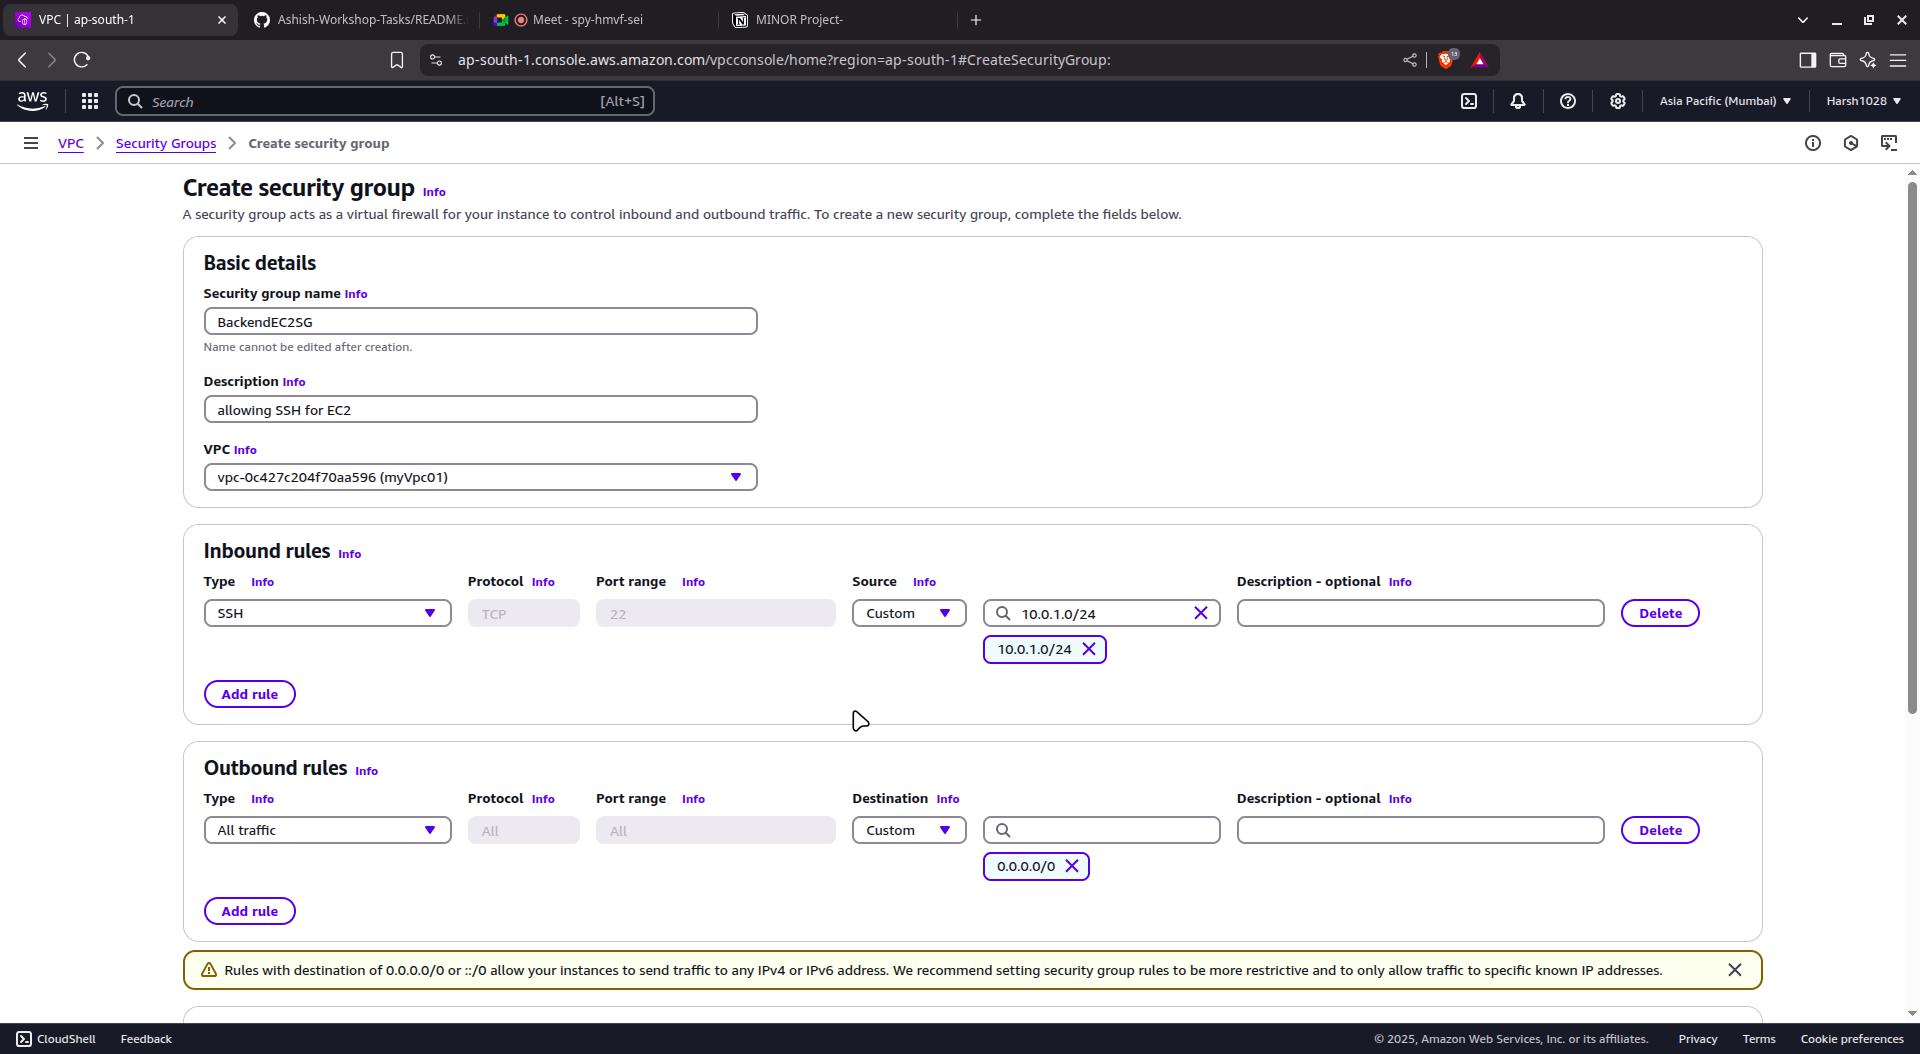 VPC | ap-south-1
Ashish-Workshop-Tasks/README.
Meet - spy-hmvf-sei
MINOR Project-
ap-south-1.console.aws.amazon.com/vpcconsole/home?region=ap-south-1#CreateSecurityGroup:
13
aws
Search
[Alt+S]
Asia Pacific (Mumbai)
Harsh1028
VPC
Security Groups
Create security group
Create security group Info
A security group acts as a virtual firewall for your instance to control inbound and outbound traffic. To create a new security group, complete the fields below.
Basic details
Security group name Info
BackendEC2SG
Name cannot be edited after creation.
Description Info
allowing SSH for EC2
VPC Info
vpc-0c427c204f70aa596 (myVpc01)
Inbound rules Info
Type Info Protocol Info Port range Info Source Info Description - optional Info
SSH TCP 22 Custom 10.0.1.0/24 Delete
10.0.1.0/24
Add rule
Outbound rules Info
Type Info Protocol Info Port range Info Destination Info Description - optional Info
All traffic All All Custom Delete
0.0.0.0/0
Add rule
Rules with destination of 0.0.0.0/0 or ::/0 allow your instances to send traffic to any IPv4 or IPv6 address. We recommend setting security group rules to be more restrictive and to only allow traffic to specific known IP addresses.
CloudShell
Feedback
© 2025, Amazon Web Services, Inc. or its affiliates.
Privacy
Terms
Cookie preferences